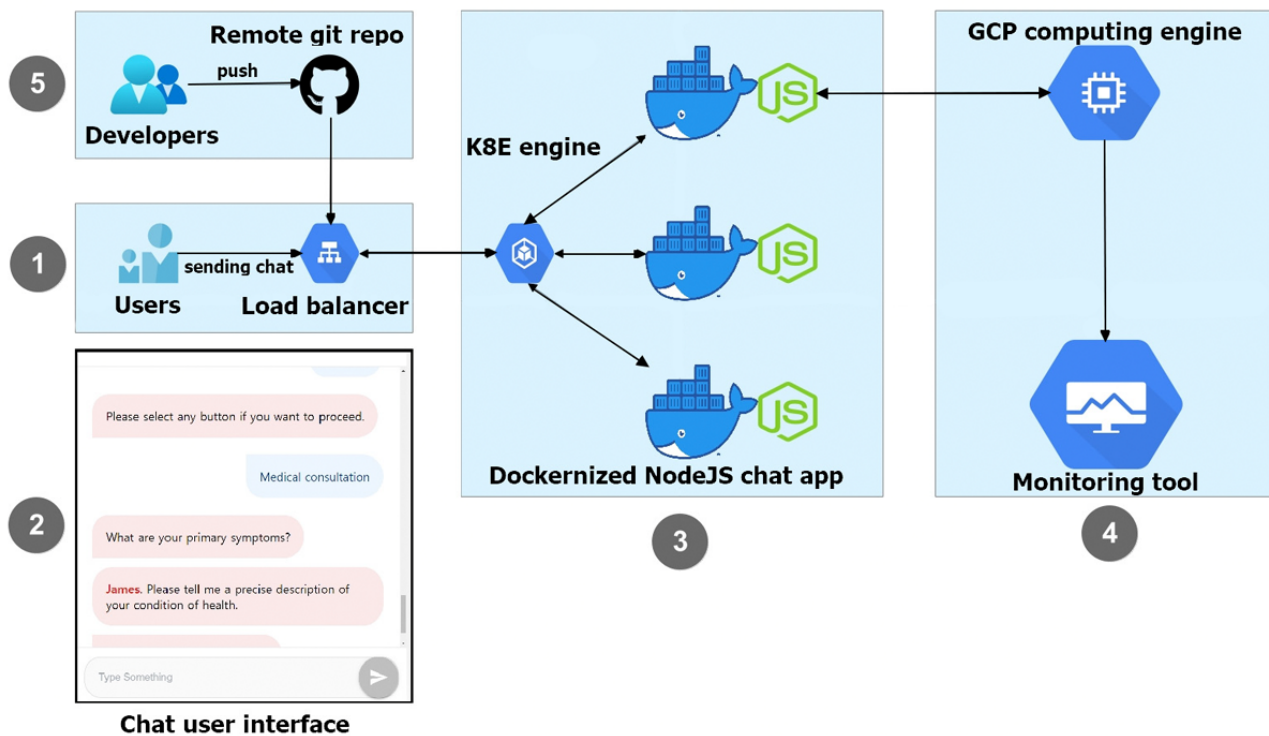 5
Remote git repo
push
Developers
1
sending chat
Users
Load balancer
2
Please select any button if you want to proceed.
Medical consultation
What are your primary symptoms?
James. Please tell me a precise description of
your condition of health.
Type Something
Chat user interface
K8E engine
JS
JS
JS
Dockernized NodeJS chat app
3
GCP computing engine
Monitoring tool
4